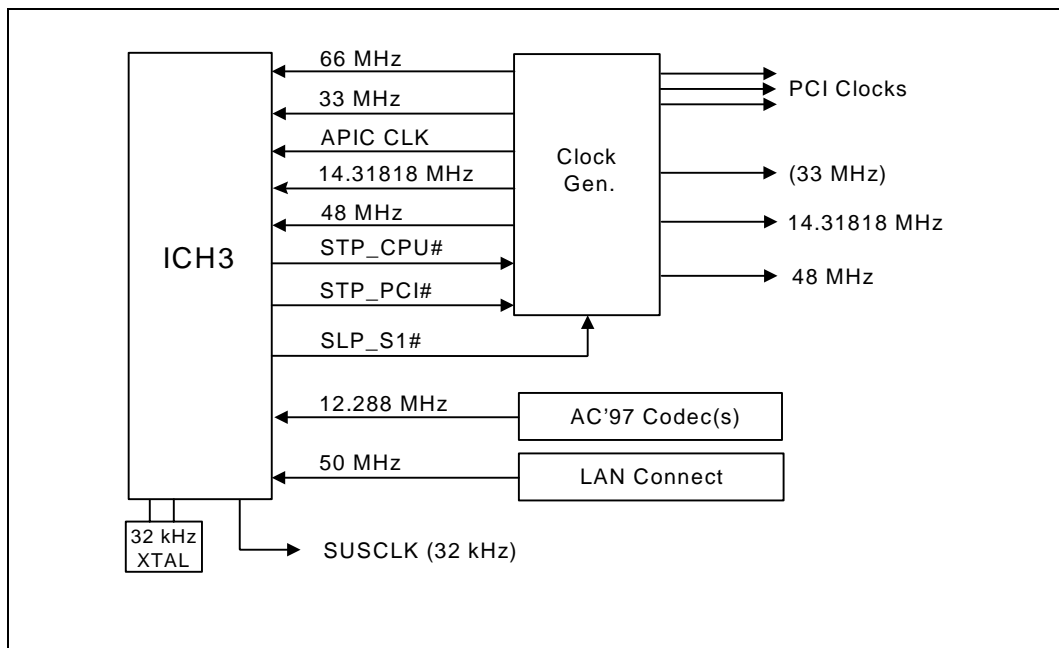 66 MHz
33 MHz
APIC CLK
14.31818 MHz
48 MHz
STP_CPU#
STP_PCI#
SLP_S1#
12.288 MHz
50 MHz
ICH3
Clock
Gen.
PCI Clocks
(33 MHz)
14.31818 MHz
48 MHz
AC’97 Codec(s)
LAN Connect
32 kHz
XTAL
SUSCLK (32 kHz)